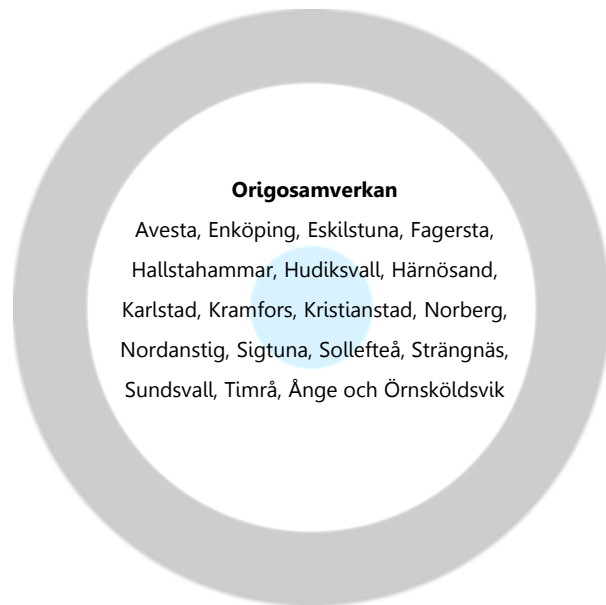 Origosamverkan
Avesta, Enköping, Eskilstuna, Fagersta,
Hallstahammar, Hudiksvall, Härnösand,
Karlstad, Kramfors, Kristianstad, Norberg,
Nordanstig, Sigtuna, Sollefteå, Strängnäs,
Sundsvall, Timrå, Ånge och Örnsköldsvik